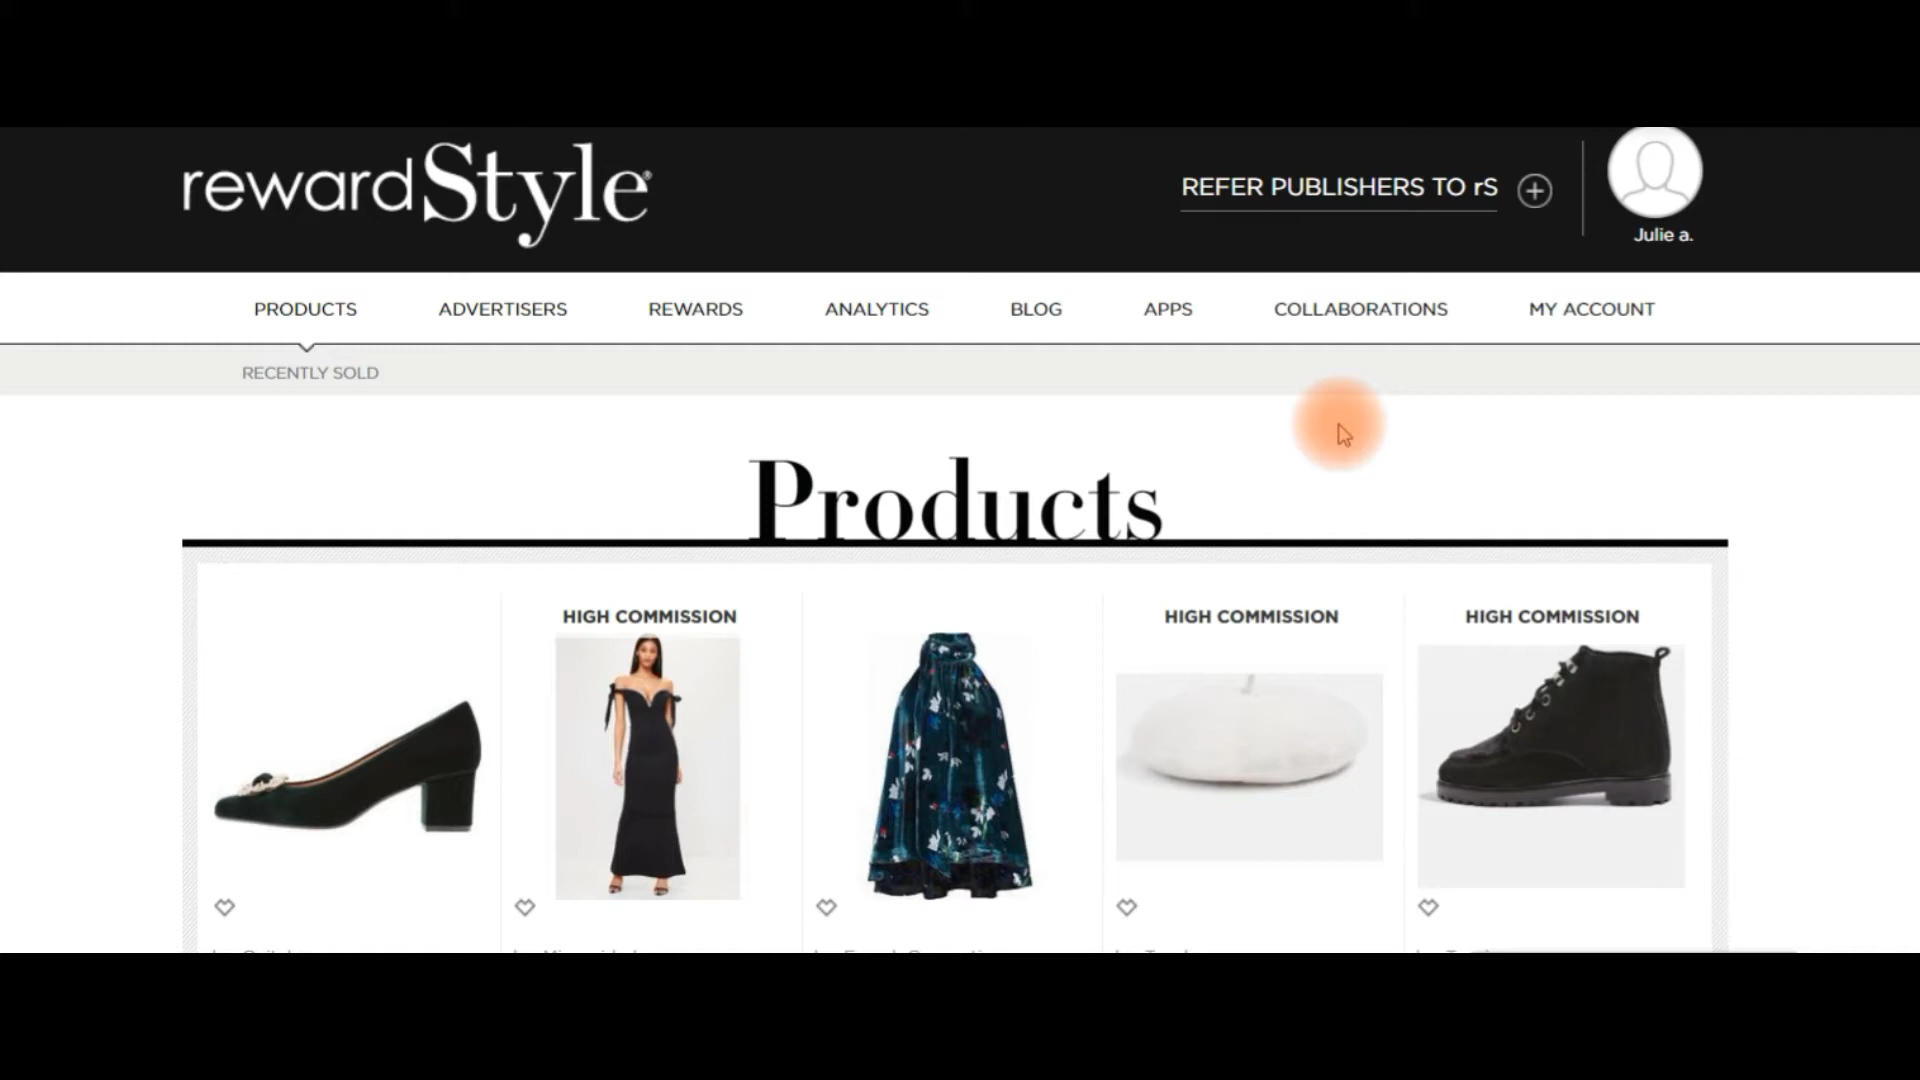 rewardStyle®
REFER PUBLISHERS TO rS
Julie a.
PRODUCTS ADVERTISERS REWARDS ANALYTICS BLOG APPS COLLABORATIONS MY ACCOUNT
RECENTLY SOLD
Products
HIGH COMMISSION HIGH COMMISSION HIGH COMMISSION